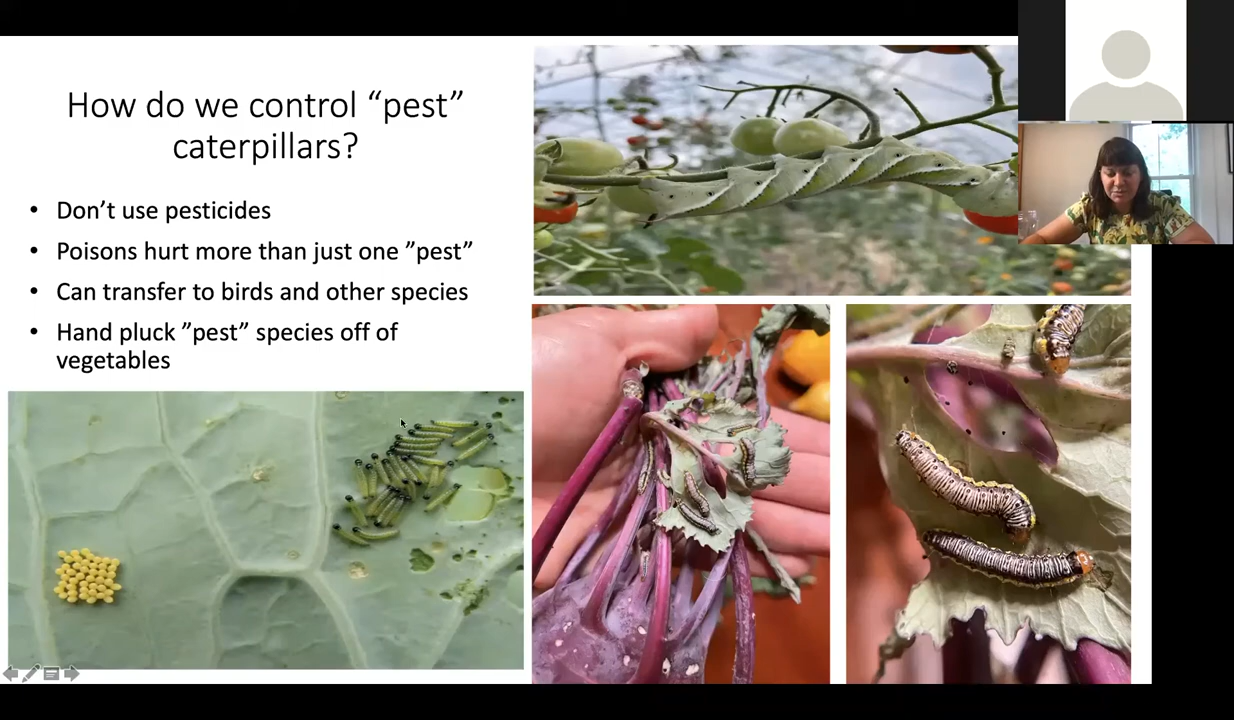 How do we control “pest”
caterpillars?
• Don’t use pesticides
• Poisons hurt more than just one ”pest”
• Can transfer to birds and other species
• Hand pluck ”pest” species off of
vegetables